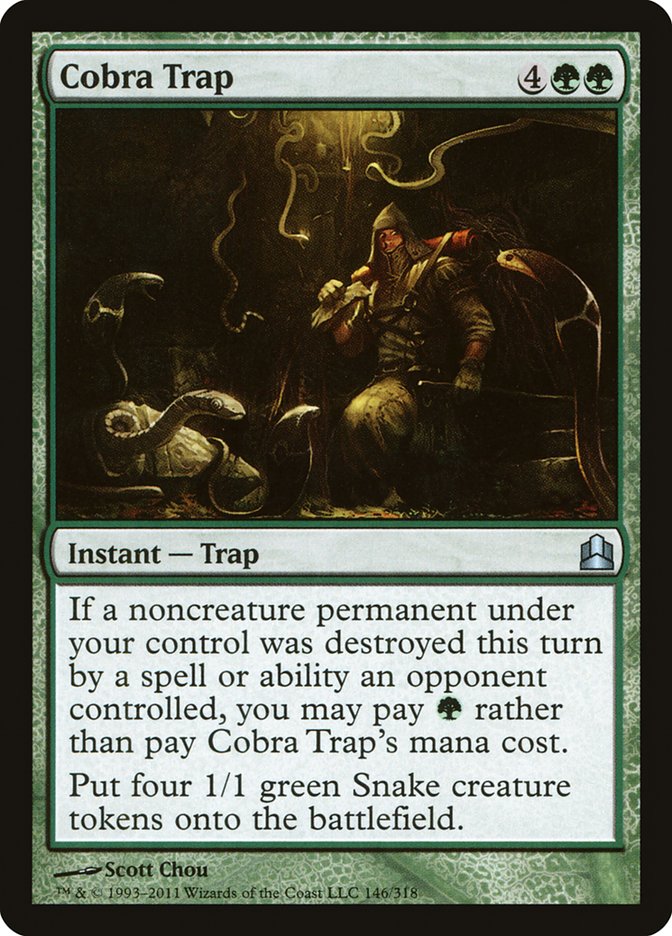 Cobra Trap 4
Instant — Trap
If a noncreature permanent under
your control was destroyed this turn
by a spell or ability an opponent
controlled, you may pay rather
than pay Cobra Trap's mana cost.
Put four 1/1 green Snake creature
tokens onto the battlefield.
Scott Chou
™ & © 1993–2011 Wizards of the Coast LLC 146/318